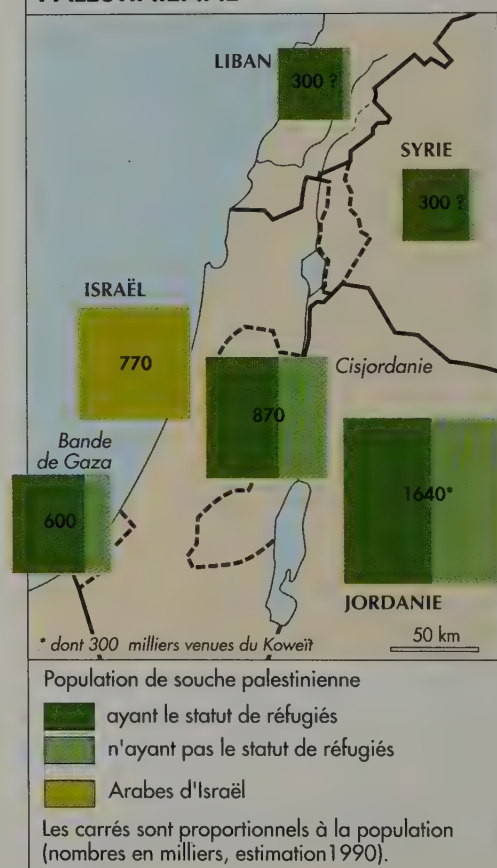 LIBAN
300 ?
SYRIE
300 ?
ISRAËL
770
Cisjordanie
870
Bande
de Gaza
600
1640*
JORDANIE
* dont 300 milliers venues du Koweït
50 km
Population de souche palestinienne
ayant le statut de réfugiés
n'ayant pas le statut de réfugiés
Arabes d'Israël
Les carrés sont proportionnels à la population
(nombres en milliers, estimation 1990).